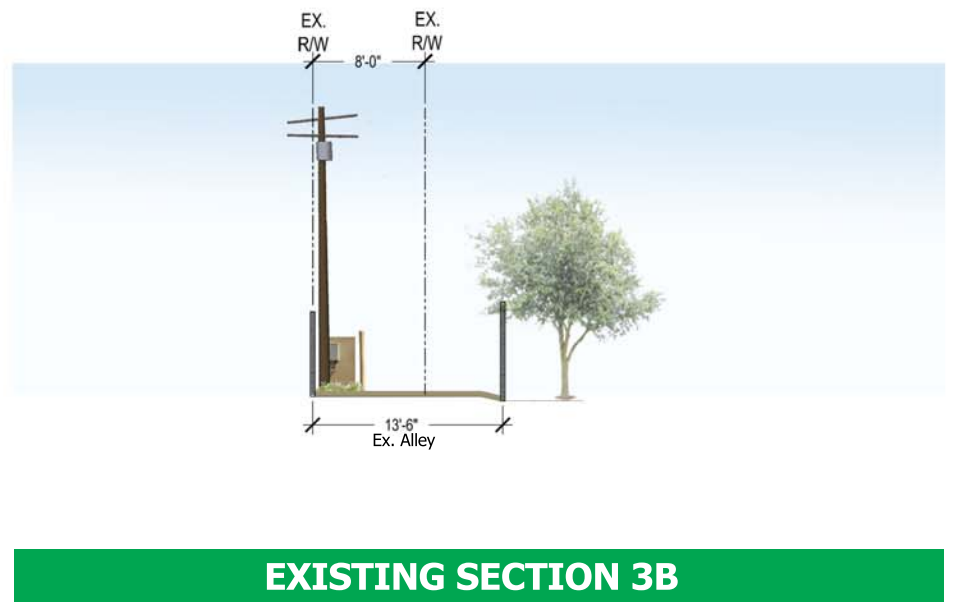 EX.
R/W
EX.
R/W
8'-0"
13'-6"
Ex. Alley
EXISTING SECTION 3B